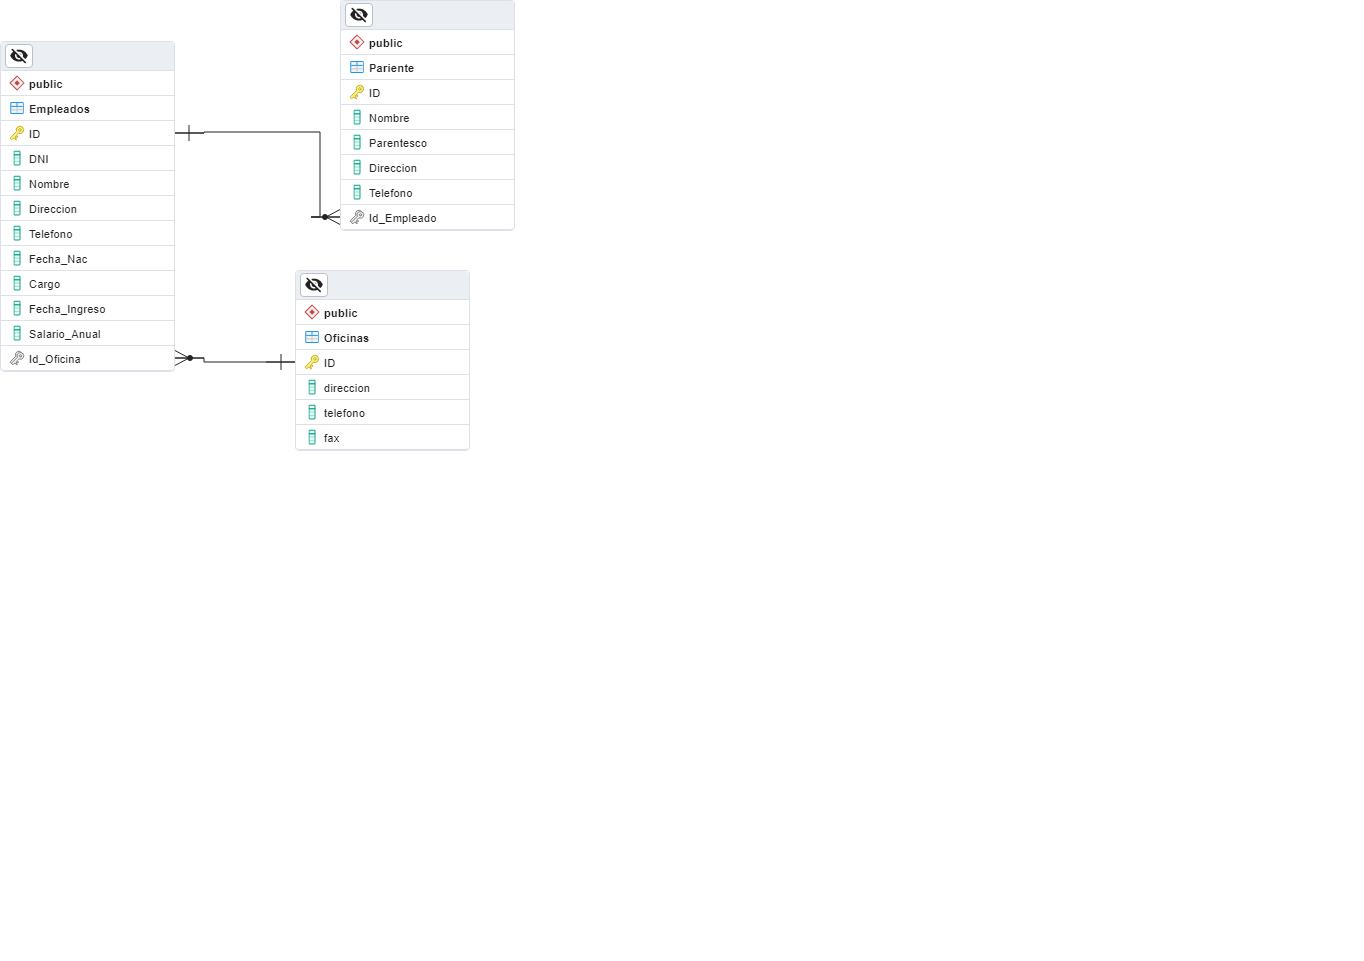 public
Empleados
ID
DNI
Nombre
Direccion
Telefono
Fecha_Nac
Cargo
Fecha_Ingreso
Salario_Anual
Id_Oficina
public
Pariente
ID
Nombre
Parentesco
Direccion
Telefono
Id_Empleado
public
Oficinas
ID
direccion
telefono
fax